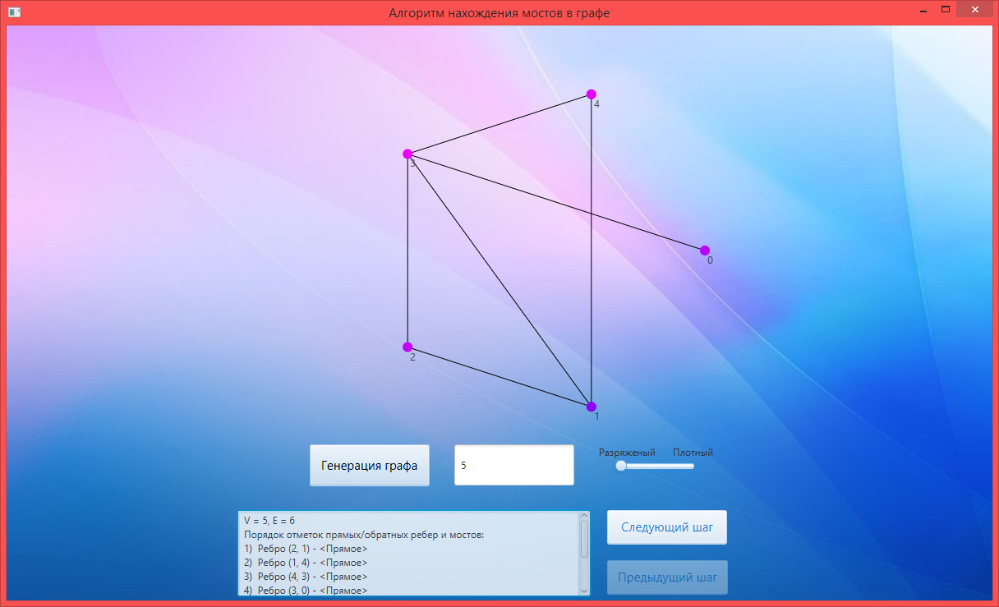 Алгоритм нахождения мостов в графе
4
3
0
2
1
Генерация графа
5
Разряженый Плотный
V = 5, E = 6
Порядок отметок прямых/обратных ребер и мостов:
1) Ребро (2, 1) - <Прямое>
2) Ребро (1, 4) - <Прямое>
3) Ребро (4, 3) - <Прямое>
4) Ребро (3, 0) - <Прямое>
Следующий шаг
Предыдущий шаг